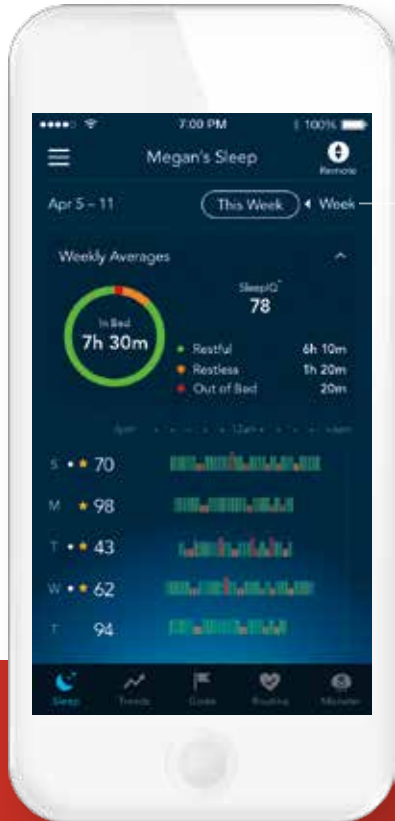 7:00 PM 100%
Megan's Sleep
Remote
Apr 5 – 11 This Week Week
Weekly Averages
SleepIQ
78
In Bed
7h 30m
Restful 6h 10m
Restless 1h 20m
Out of Bed 20m
12am
S 70
M 98
T 43
W 62
T 94
Sleep Trends Goals Routine